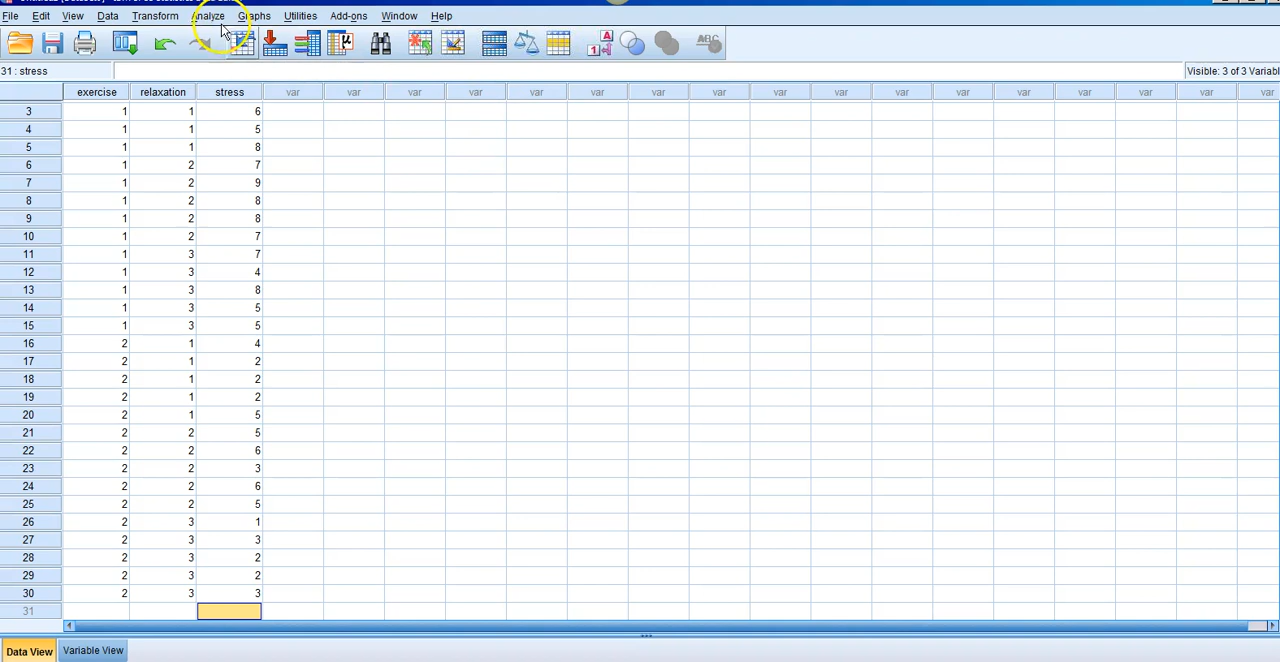 File Edit View Data Transform Analyze Graphs Utilities Add-ons Window Help
31 : stress Visible: 3 of 3 Variabl
exercise relaxation stress var var var var var var var var var var var var var var var var var
3 1 1 6
4 1 1 5
5 1 1 8
6 1 2 7
7 1 2 9
8 1 2 8
9 1 2 8
10 1 2 7
11 1 3 7
12 1 3 4
13 1 3 8
14 1 3 5
15 1 3 5
16 2 1 4
17 2 1 2
18 2 1 2
19 2 1 2
20 2 1 5
21 2 2 5
22 2 2 6
23 2 2 3
24 2 2 6
25 2 2 5
26 2 3 1
27 2 3 3
28 2 3 2
29 2 3 2
30 2 3 3
31
Data View Variable View